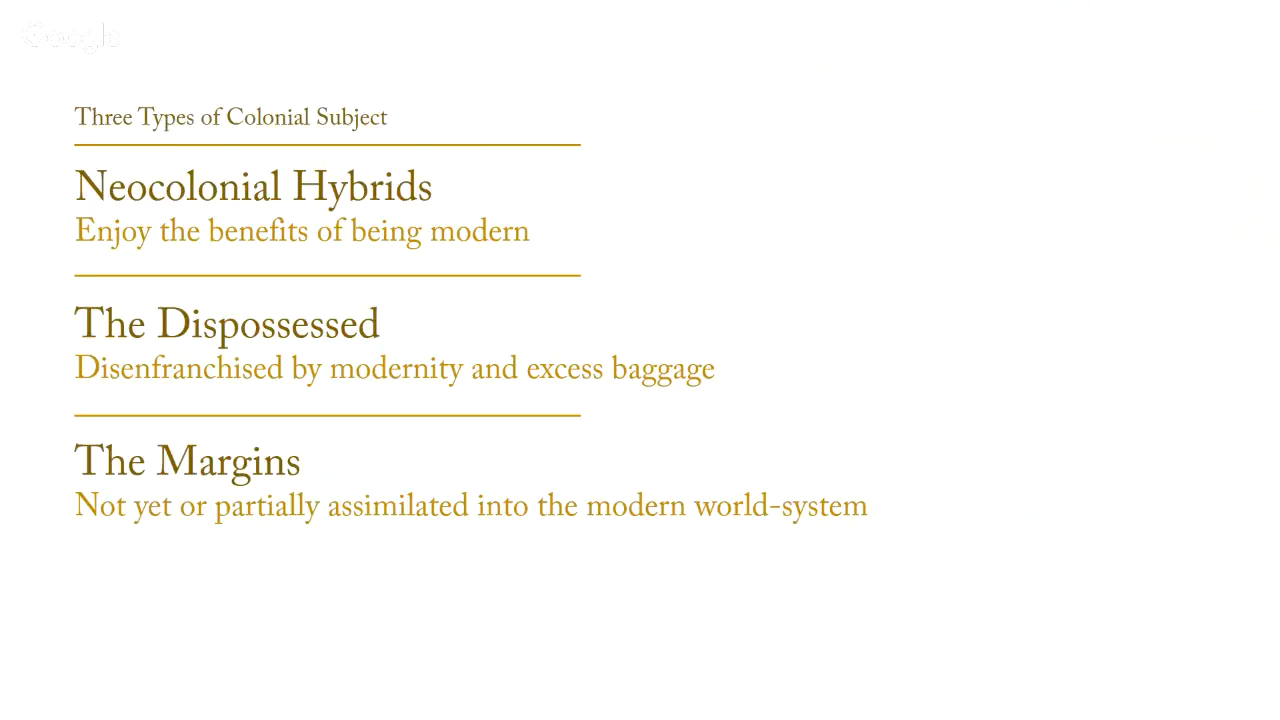 Google
Three Types of Colonial Subject
Neocolonial Hybrids
Enjoy the benefits of being modern
The Dispossessed
Disenfranchised by modernity and excess baggage
The Margins
Not yet or partially assimilated into the modern world-system